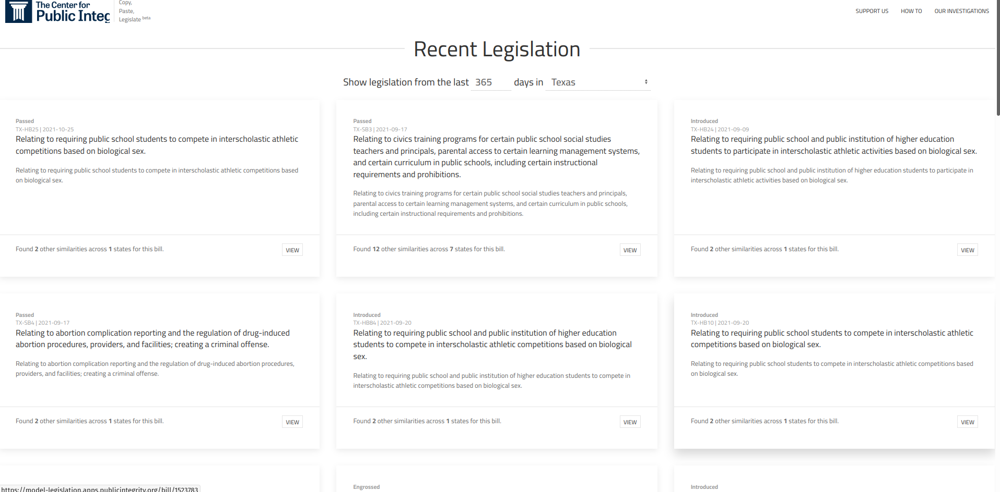 The Center for
Public Integ
Copy,
Paste,
Legislate beta
SUPPORT US HOW TO OUR INVESTIGATIONS
Recent Legislation
Show legislation from the last 365 days in Texas
Passed
TX-HB25 | 2021-10-25
Relating to requiring public school students to compete in interscholastic athletic
competitions based on biological sex.
Relating to requiring public school students to compete in interscholastic athletic competitions based
on biological sex.
Found 2 other similarities across 1 states for this bill.
VIEW
Passed
TX-SB3 | 2021-09-17
Relating to civics training programs for certain public school social studies
teachers and principals, parental access to certain learning management systems,
and certain curriculum in public schools, including certain instructional
requirements and prohibitions.
Relating to civics training programs for certain public school social studies teachers and principals,
parental access to certain learning management systems, and certain curriculum in public schools,
including certain instructional requirements and prohibitions.
Found 12 other similarities across 7 states for this bill.
VIEW
Introduced
TX-HB24 | 2021-09-09
Relating to requiring public school and public institution of higher education
students to participate in interscholastic athletic activities based on biological sex.
Relating to requiring public school and public institution of higher education students to participate in
interscholastic athletic activities based on biological sex.
Found 2 other similarities across 1 states for this bill.
VIEW
Passed
TX-SB4 | 2021-09-17
Relating to abortion complication reporting and the regulation of drug-induced
abortion procedures, providers, and facilities; creating a criminal offense.
Relating to abortion complication reporting and the regulation of drug-induced abortion procedures,
providers, and facilities; creating a criminal offense.
Found 2 other similarities across 1 states for this bill.
VIEW
Introduced
TX-HB84 | 2021-09-20
Relating to requiring public school and public institution of higher education
students to compete in interscholastic athletic competitions based on biological
sex.
Relating to requiring public school and public institution of higher education students to compete in
interscholastic athletic competitions based on biological sex.
Found 2 other similarities across 1 states for this bill.
VIEW
Introduced
TX-HB10 | 2021-09-20
Relating to requiring public school students to compete in interscholastic athletic
competitions based on biological sex.
Relating to requiring public school students to compete in interscholastic athletic competitions based
on biological sex.
Found 2 other similarities across 1 states for this bill.
VIEW
Engrossed
Introduced
https://model-legislation.apps.publicintegrity.org/bill/1523783